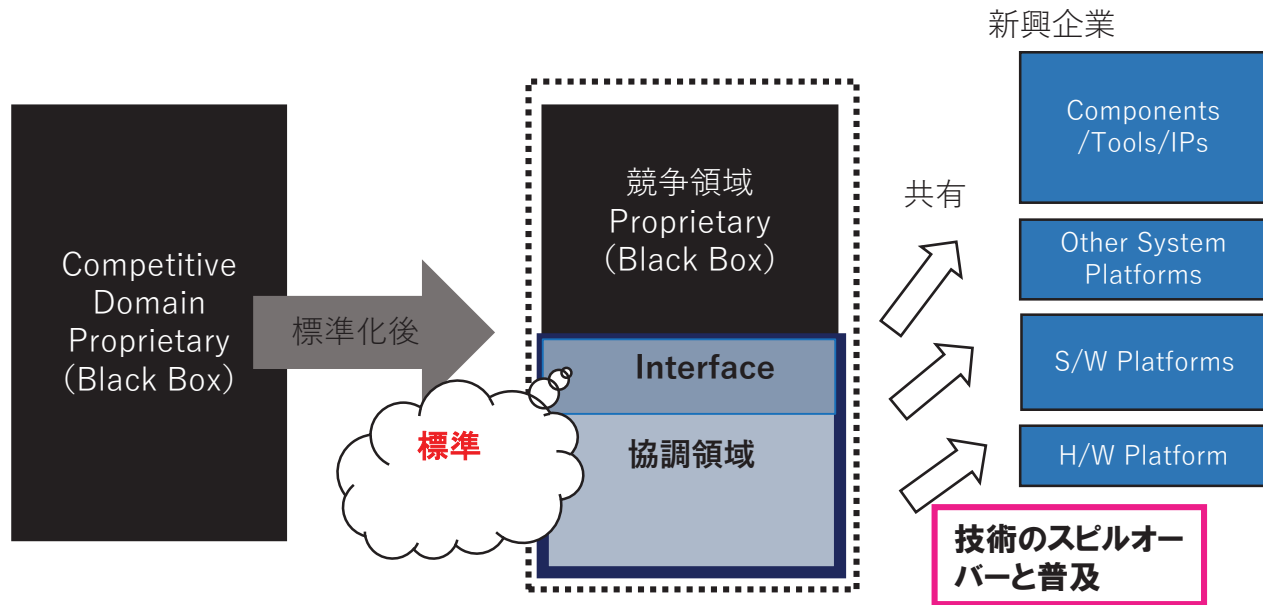 Competitive
Domain
Proprietary
(Black Box)
標準化後
標準
競争領域
Proprietary
(Black Box)
Interface
協調領域
共有
新興企業
Components
/Tools/IPs
Other System
Platforms
S/W Platforms
H/W Platform
技術のスピルオー
バーと普及